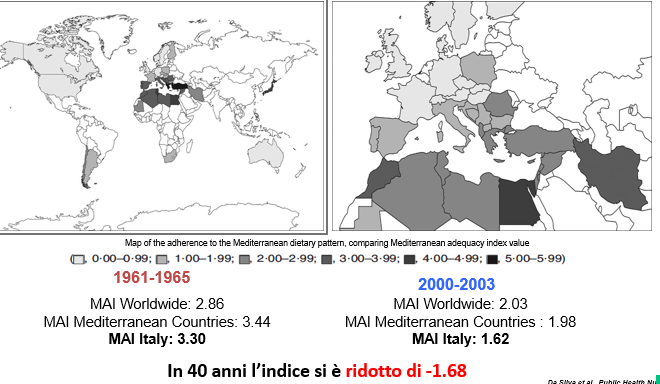 Map of the adherence to the Mediterranean dietary pattern, comparing Mediterranean adequacy index value
(□, 0·00–0·99; ■, 1·00–1·99; ■, 2·00–2·99; ■, 3·00–3·99; ■, 4·00–4·99; ■, 5·00–5·99)
1961-1965
MAI Worldwide: 2.86
MAI Mediterranean Countries: 3.44
MAI Italy: 3.30
2000-2003
MAI Worldwide: 2.03
MAI Mediterranean Countries : 1.98
MAI Italy: 1.62
In 40 anni l’indice si è ridotto di -1.68
Da Silva et al. Public Health